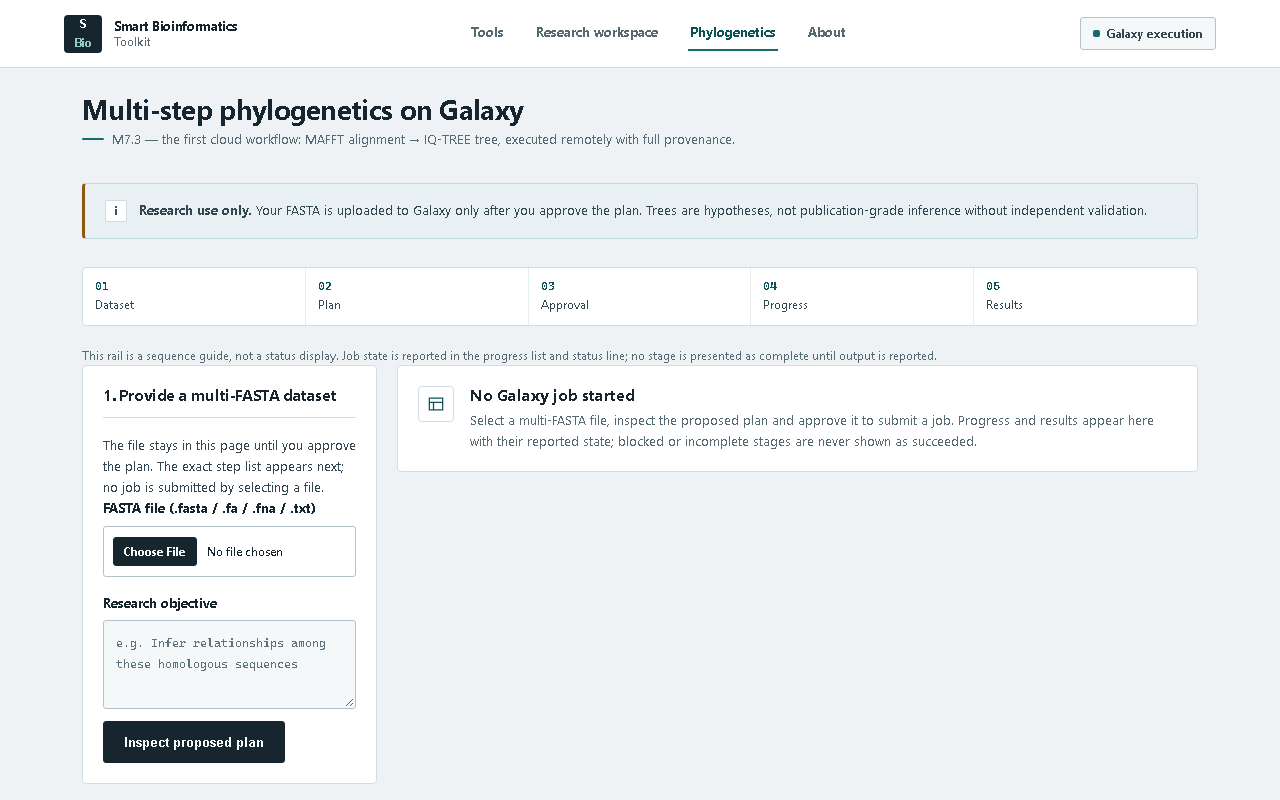 S
Bio
Smart Bioinformatics
Toolkit
Tools
Research workspace
Phylogenetics
About
Galaxy execution
Multi-step phylogenetics on Galaxy
M7.3 — the first cloud workflow: MAFFT alignment → IQ-TREE tree, executed remotely with full provenance.
i
Research use only. Your FASTA is uploaded to Galaxy only after you approve the plan. Trees are hypotheses, not publication-grade inference without independent validation.
01
Dataset
02
Plan
03
Approval
04
Progress
05
Results
This rail is a sequence guide, not a status display. Job state is reported in the progress list and status line; no stage is presented as complete until output is reported.
1. Provide a multi-FASTA dataset
The file stays in this page until you approve
the plan. The exact step list appears next;
no job is submitted by selecting a file.
FASTA file (.fasta / .fa / .fna / .txt)
Choose File No file chosen
Research objective
e.g. Infer relationships among
these homologous sequences
Inspect proposed plan
No Galaxy job started
Select a multi-FASTA file, inspect the proposed plan and approve it to submit a job. Progress and results appear here
with their reported state; blocked or incomplete stages are never shown as succeeded.